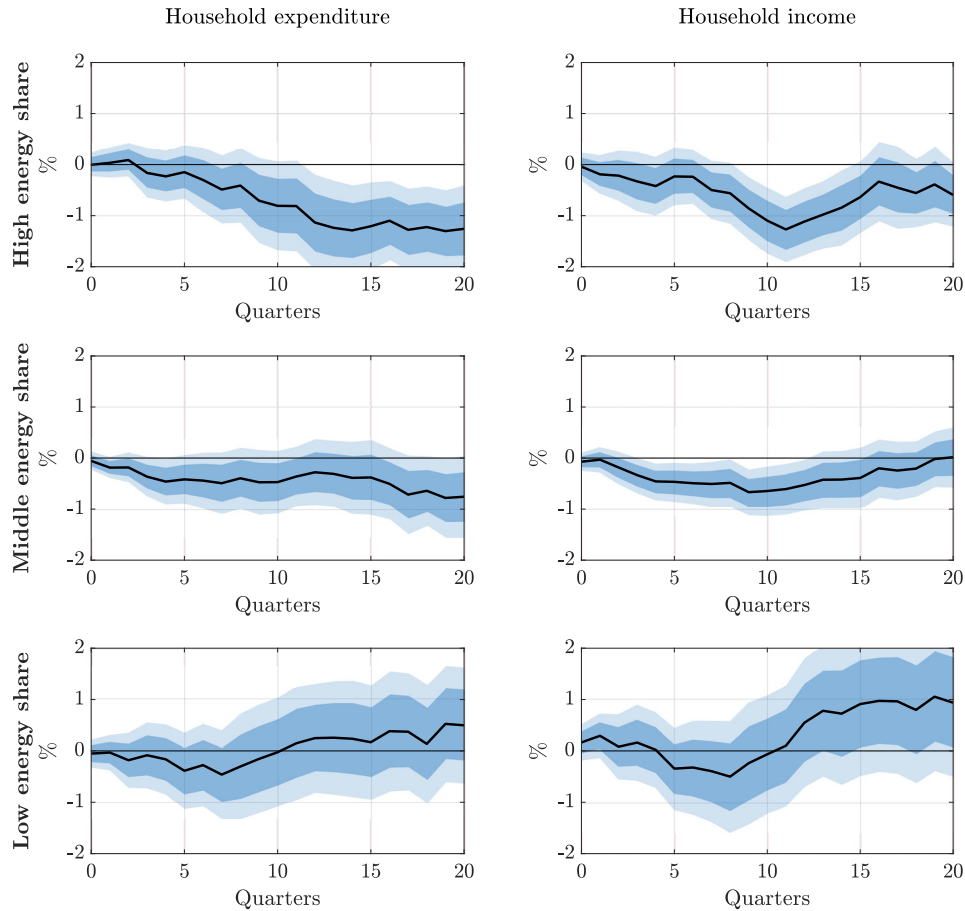 Household expenditure
Household income
High energy share
%
2
1
0
-1
-2
0 5 10 15 20
Quarters
%
2
1
0
-1
-2
0 5 10 15 20
Quarters
Middle energy share
%
2
1
0
-1
-2
0 5 10 15 20
Quarters
%
2
1
0
-1
-2
0 5 10 15 20
Quarters
Low energy share
%
2
1
0
-1
-2
0 5 10 15 20
Quarters
%
2
1
0
-1
-2
0 5 10 15 20
Quarters